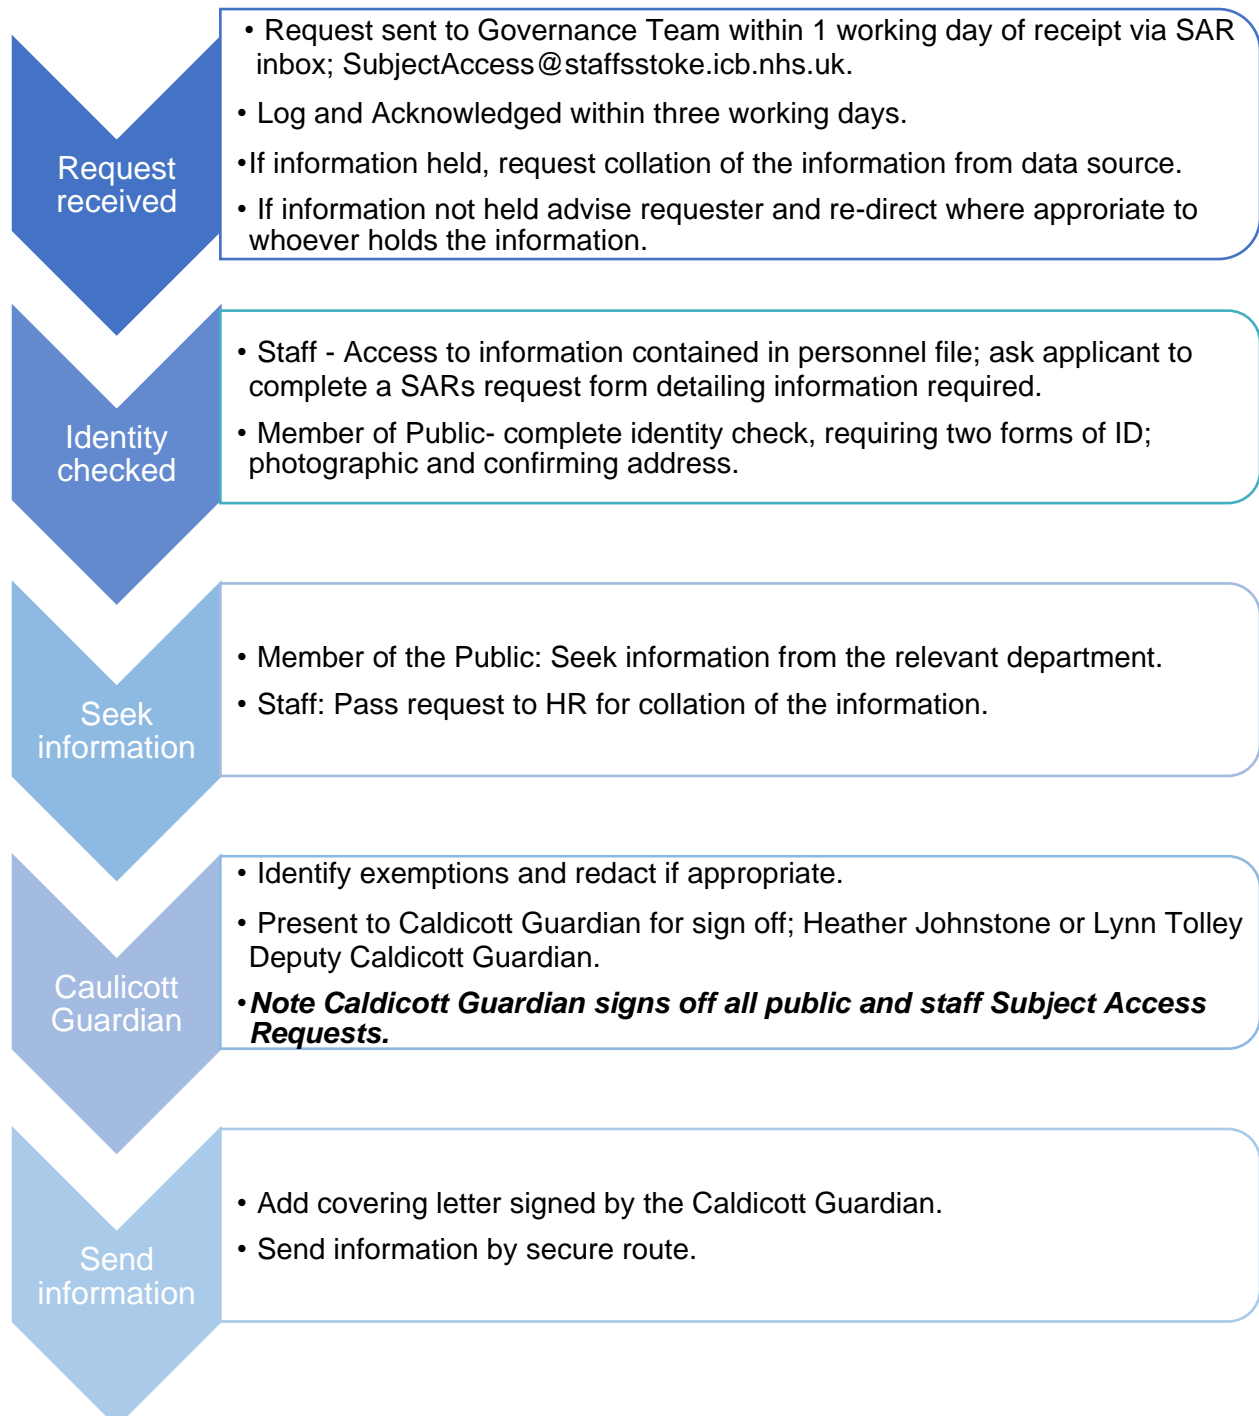 Request
received
• Request sent to Governance Team within 1 working day of receipt via SAR
inbox; SubjectAccess@staffsstoke.icb.nhs.uk.
• Log and Acknowledged within three working days.
•If information held, request collation of the information from data source.
• If information not held advise requester and re-direct where approriate to
whoever holds the information.
Identity
checked
• Staff - Access to information contained in personnel file; ask applicant to
complete a SARs request form detailing information required.
• Member of Public- complete identity check, requiring two forms of ID;
photographic and confirming address.
Seek
information
• Member of the Public: Seek information from the relevant department.
• Staff: Pass request to HR for collation of the information.
Caulicott
Guardian
• Identify exemptions and redact if appropriate.
• Present to Caldicott Guardian for sign off; Heather Johnstone or Lynn Tolley
Deputy Caldicott Guardian.
•Note Caldicott Guardian signs off all public and staff Subject Access
Requests.
Send
information
• Add covering letter signed by the Caldicott Guardian.
• Send information by secure route.